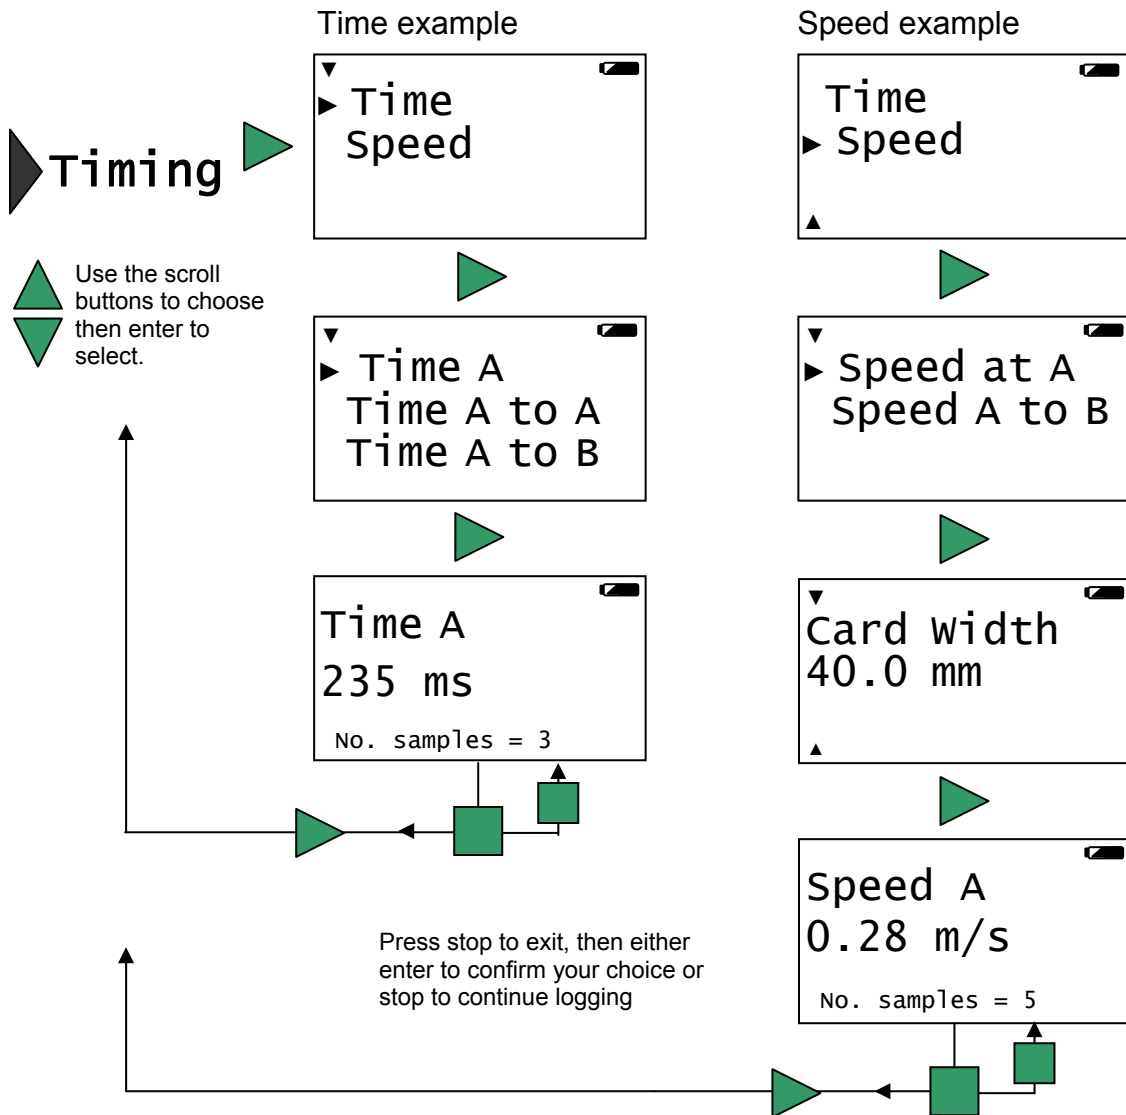 Time example
Time
Speed
Timing
Use the scroll
buttons to choose
then enter to
select.
Time A
Time A to A
Time A to B
Time A
235 ms
No. samples = 3
Press stop to exit, then either
enter to confirm your choice or
stop to continue logging
Speed example
Time
Speed
Speed at A
Speed A to B
Card Width
40.0 mm
Speed A
0.28 m/s
No. samples = 5